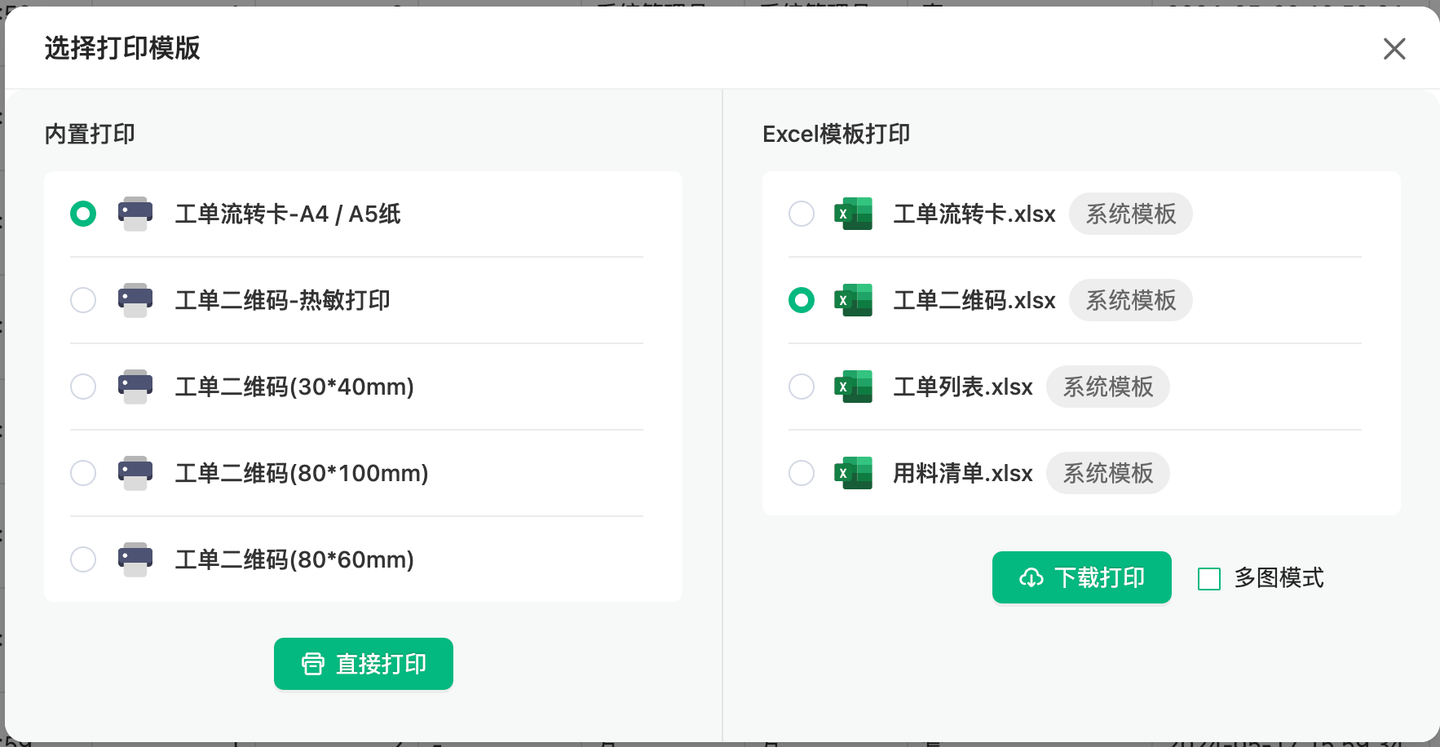 选择打印模版
内置打印
工单流转卡-A4 / A5纸
工单二维码-热敏打印
工单二维码(30*40mm)
工单二维码(80*100mm)
工单二维码(80*60mm)
直接打印
Excel模板打印
工单流转卡.xlsx 系统模板
工单二维码.xlsx 系统模板
工单列表.xlsx 系统模板
用料清单.xlsx 系统模板
下载打印 多图模式